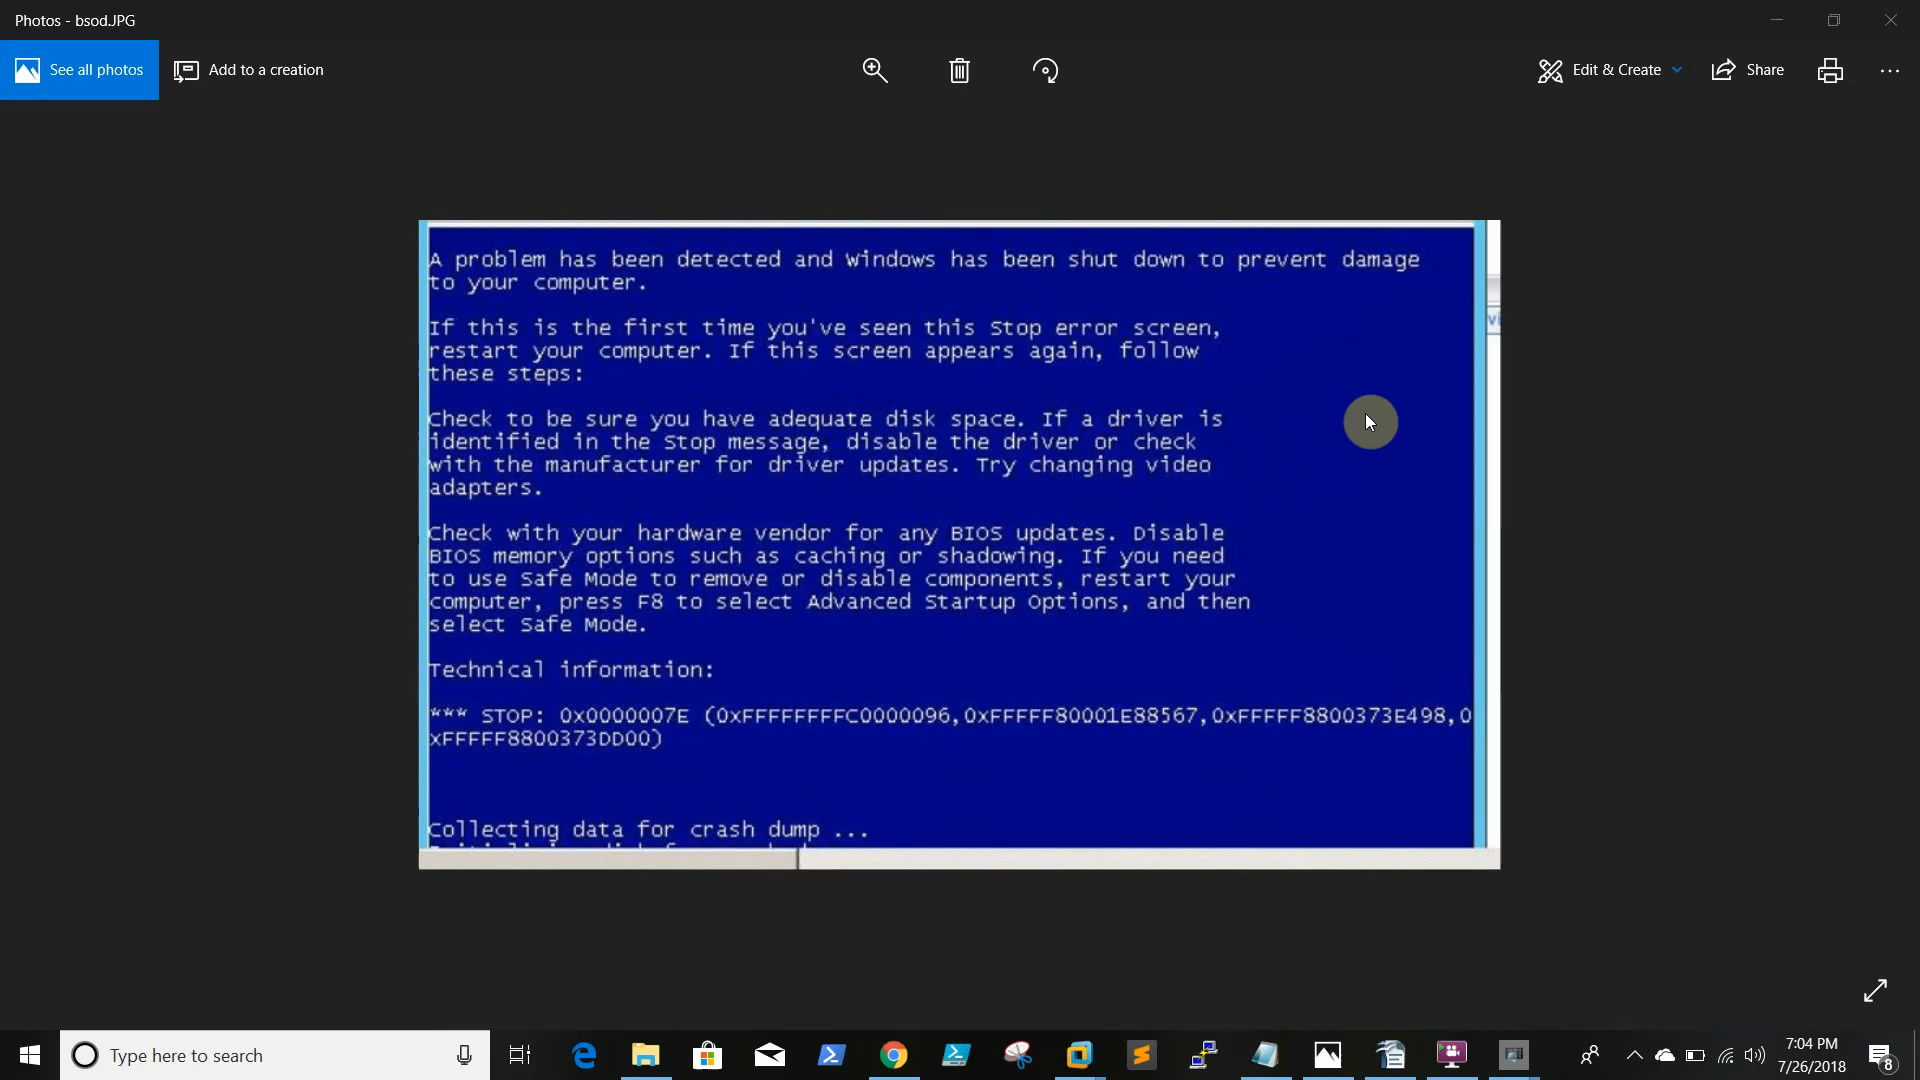 Photos - bsod.JPG
See all photos
Add to a creation
Edit & Create
Share
A problem has been detected and Windows has been shut down to prevent damage
to your computer.
If this is the first time you've seen this Stop error screen,
restart your computer. If this screen appears again, follow
these steps:
Check to be sure you have adequate disk space. If a driver is
identified in the Stop message, disable the driver or check
with the manufacturer for driver updates. Try changing video
adapters.
Check with your hardware vendor for any BIOS updates. Disable
BIOS memory options such as caching or shadowing. If you need
to use Safe Mode to remove or disable components, restart your
computer, press F8 to select Advanced Startup Options, and then
select Safe Mode.
Technical information:
*** STOP: 0x0000007E (0xFFFFFFFFC0000096,0xFFFFF80001E88567,0xFFFFF8800373E498,0
xFFFFF8800373DD00)
Collecting data for crash dump ...
Type here to search
7:04 PM
7/26/2018
8